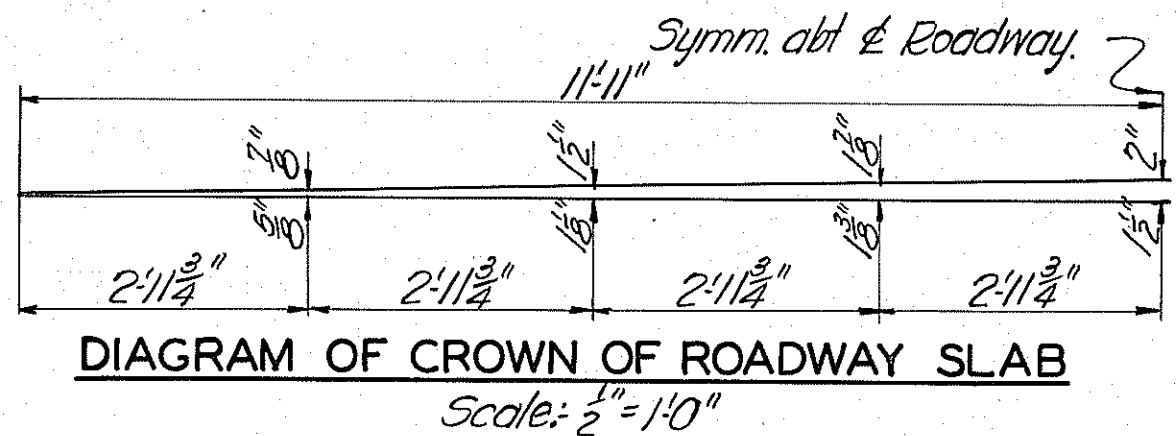 Symm. abt ℄ Roadway.
11'-11"
7/8" 1 1/2" 1 7/8" 2"
5/8" 1 1/8" 1 3/8" 1 1/2"
2'-11 3/4" 2'-11 3/4" 2'-11 3/4" 2'-11 3/4"
DIAGRAM OF CROWN OF ROADWAY SLAB
Scale:- 1/2" = 1'-0"